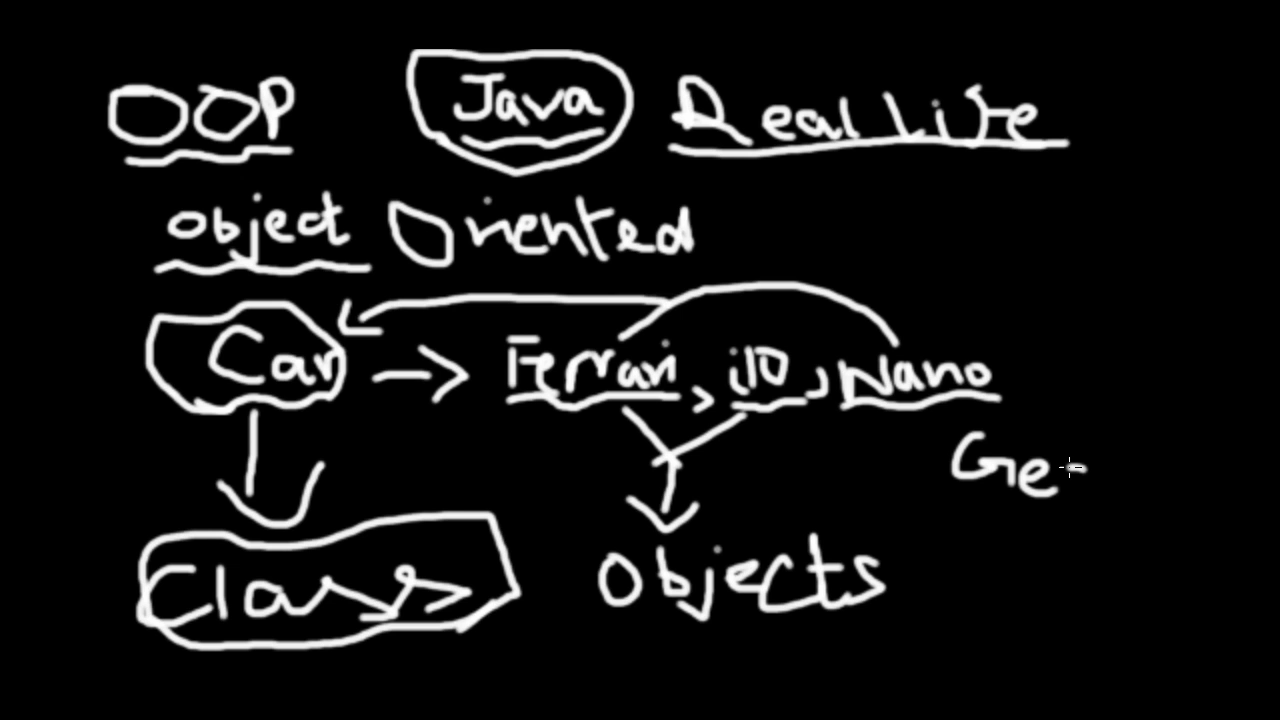 OOP Java Real Life
object Oriented
Car → Ferrari, i10, Nano
Ge
Class Objects